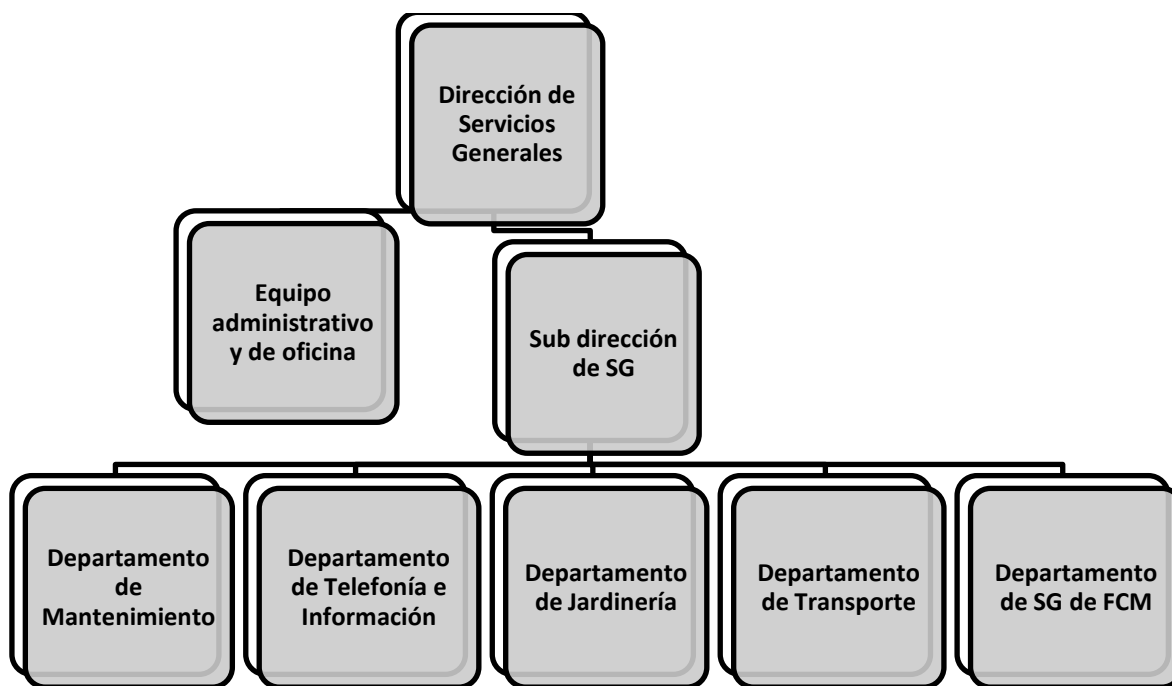 Dirección de
Servicios
Generales
Equipo
administrativo
y de oficina
Sub dirección
de SG
Departamento
de
Mantenimiento
Departamento
de Telefonía e
Información
Departamento
de Jardinería
Departamento
de Transporte
Departamento
de SG de FCM